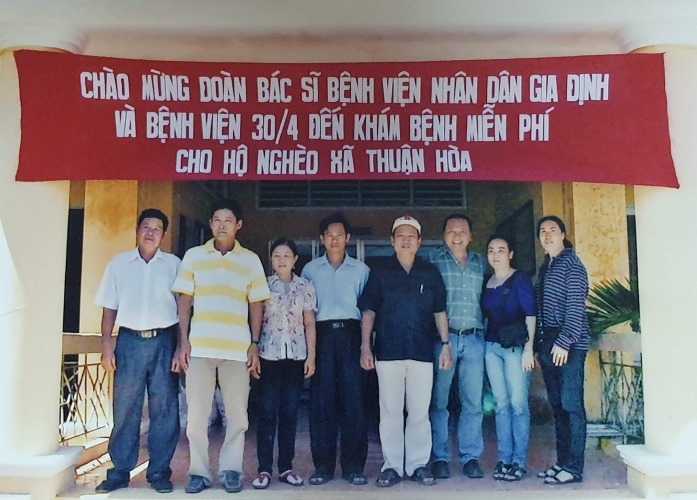 CHÀO MỪNG ĐOÀN BÁC SĨ BỆNH VIỆN NHÂN DÂN GIA ĐỊNH
VÀ BỆNH VIỆN 30/4 ĐẾN KHÁM BỆNH MIỄN PHÍ
CHO HỘ NGHÈO XÃ THUẬN HÒA